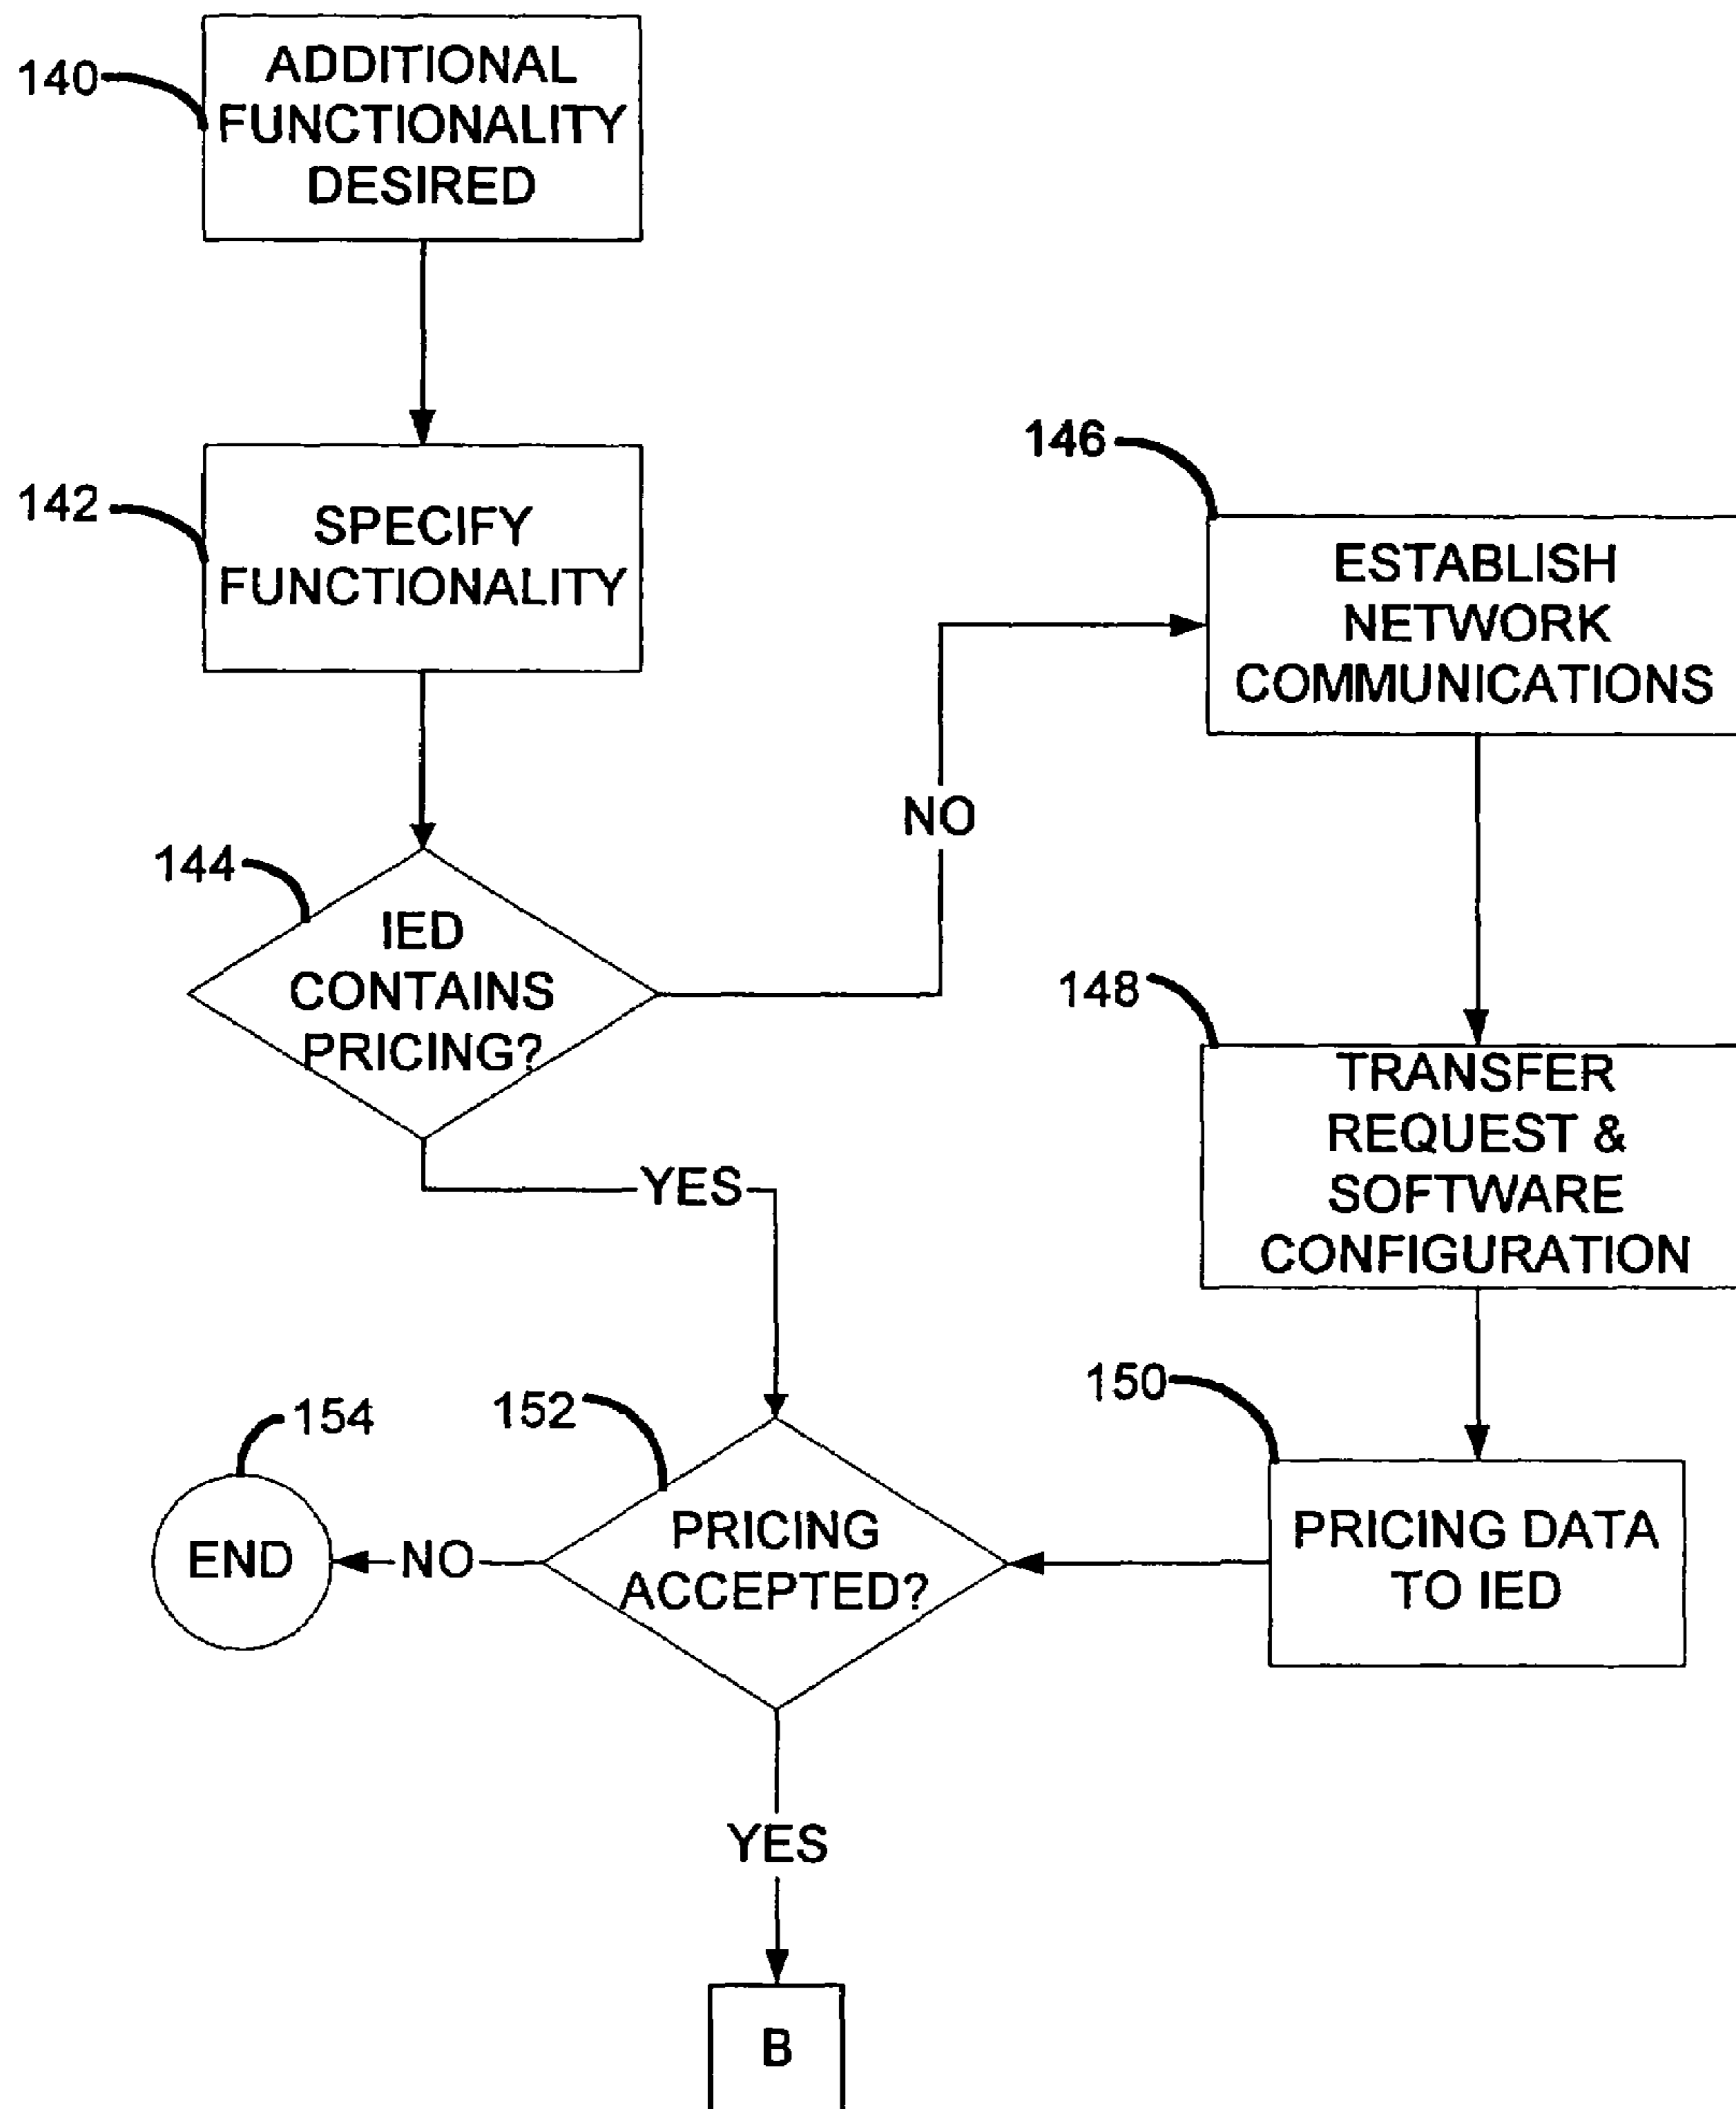 140
ADDITIONAL
FUNCTIONALITY
DESIRED
142
SPECIFY
FUNCTIONALITY
144
IED
CONTAINS
PRICING?
NO
146
ESTABLISH
NETWORK
COMMUNICATIONS
148
TRANSFER
REQUEST &
SOFTWARE
CONFIGURATION
YES
150
PRICING DATA
TO IED
152
PRICING
ACCEPTED?
NO
154
END
YES
B